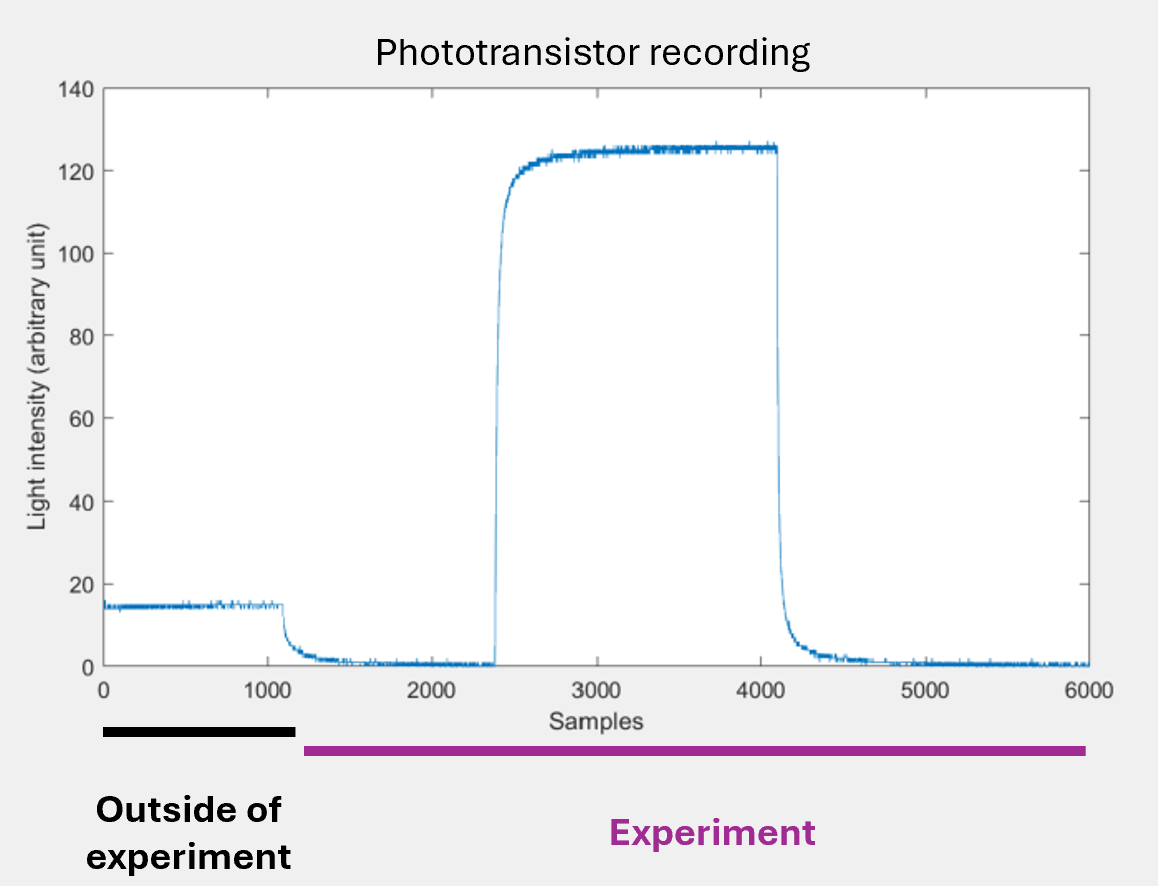 Phototransistor recording
140
120
100
80
60
40
20
0
Light intensity (arbitrary unit)
0 1000 2000 3000 4000 5000 6000
Samples
Outside of
experiment
Experiment